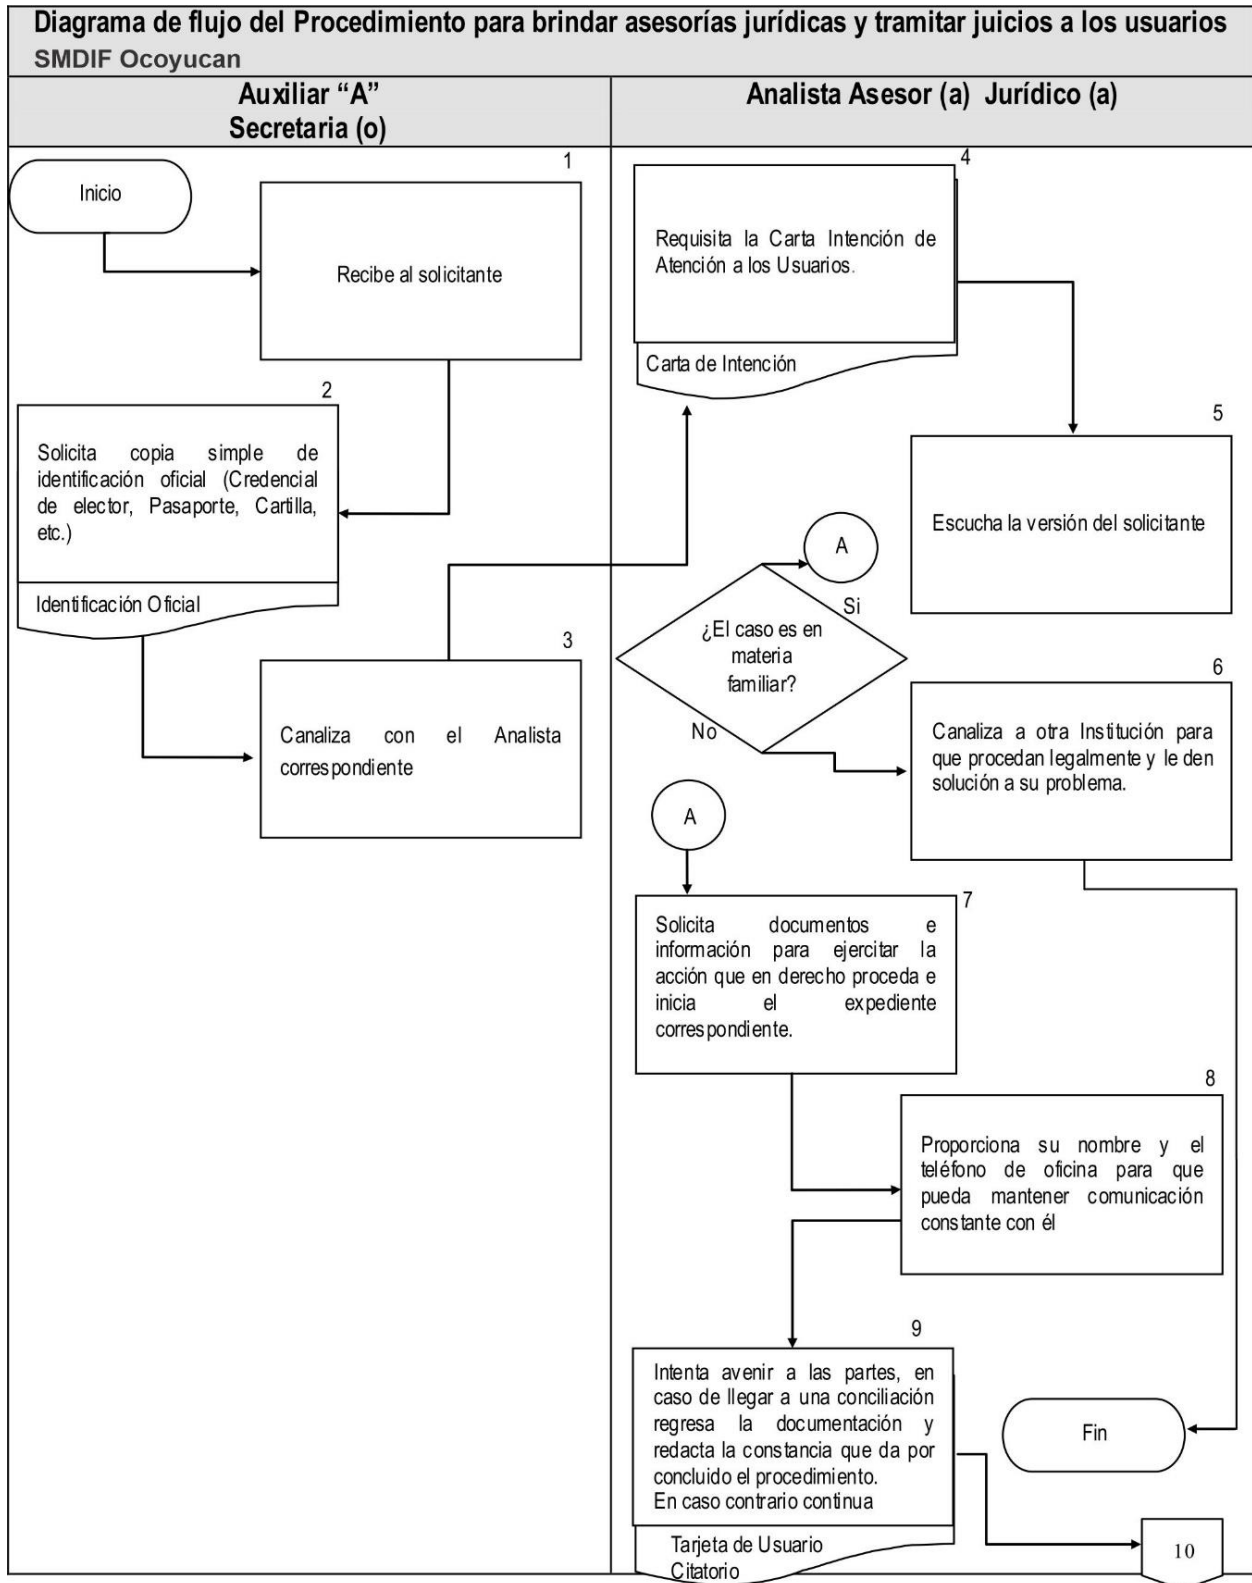 Diagrama de flujo del Procedimiento para brindar asesorías jurídicas y tramitar juicios a los usuarios
SMDIF Ocoyucan
Auxiliar “A”
Secretaria (o)
Analista Asesor (a) Jurídico (a)
Inicio
1
Recibe al solicitante
2
Solicita copia simple de
identificación oficial (Credencial
de elector, Pasaporte, Cartilla,
etc.)
Identificación Oficial
3
Canaliza con el Analista
correspondiente
4
Requisita la Carta Intención de
Atención a los Usuarios.
Carta de Intención
5
Escucha la versión del solicitante
A
Si
¿El caso es en
materia
familiar?
No
6
Canaliza a otra Institución para
que procedan legalmente y le den
solución a su problema.
A
7
Solicita documentos e
información para ejercitar la
acción que en derecho proceda e
inicia el expediente
correspondiente.
8
Proporciona su nombre y el
teléfono de oficina para que
pueda mantener comunicación
constante con él
9
Intenta avenir a las partes, en
caso de llegar a una conciliación
regresa la documentación y
redacta la constancia que da por
concluido el procedimiento.
En caso contrario continua
Tarjeta de Usuario
Citatorio
Fin
10